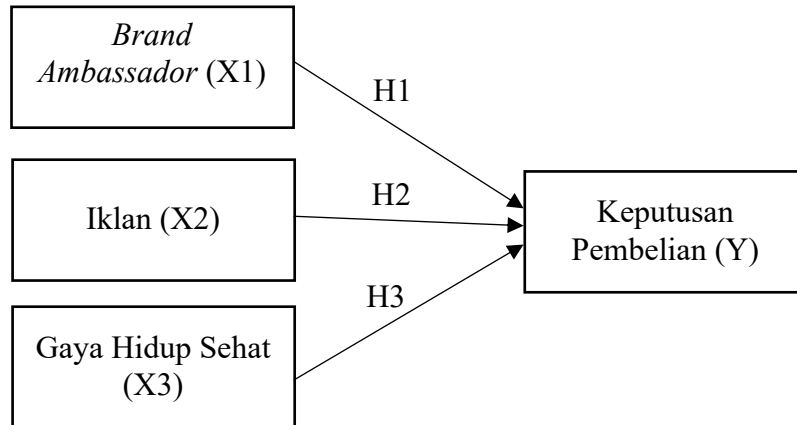 Brand
Ambassador (X1)
H1
Iklan (X2)
H2
Keputusan
Pembelian (Y)
H3
Gaya Hidup Sehat
(X3)